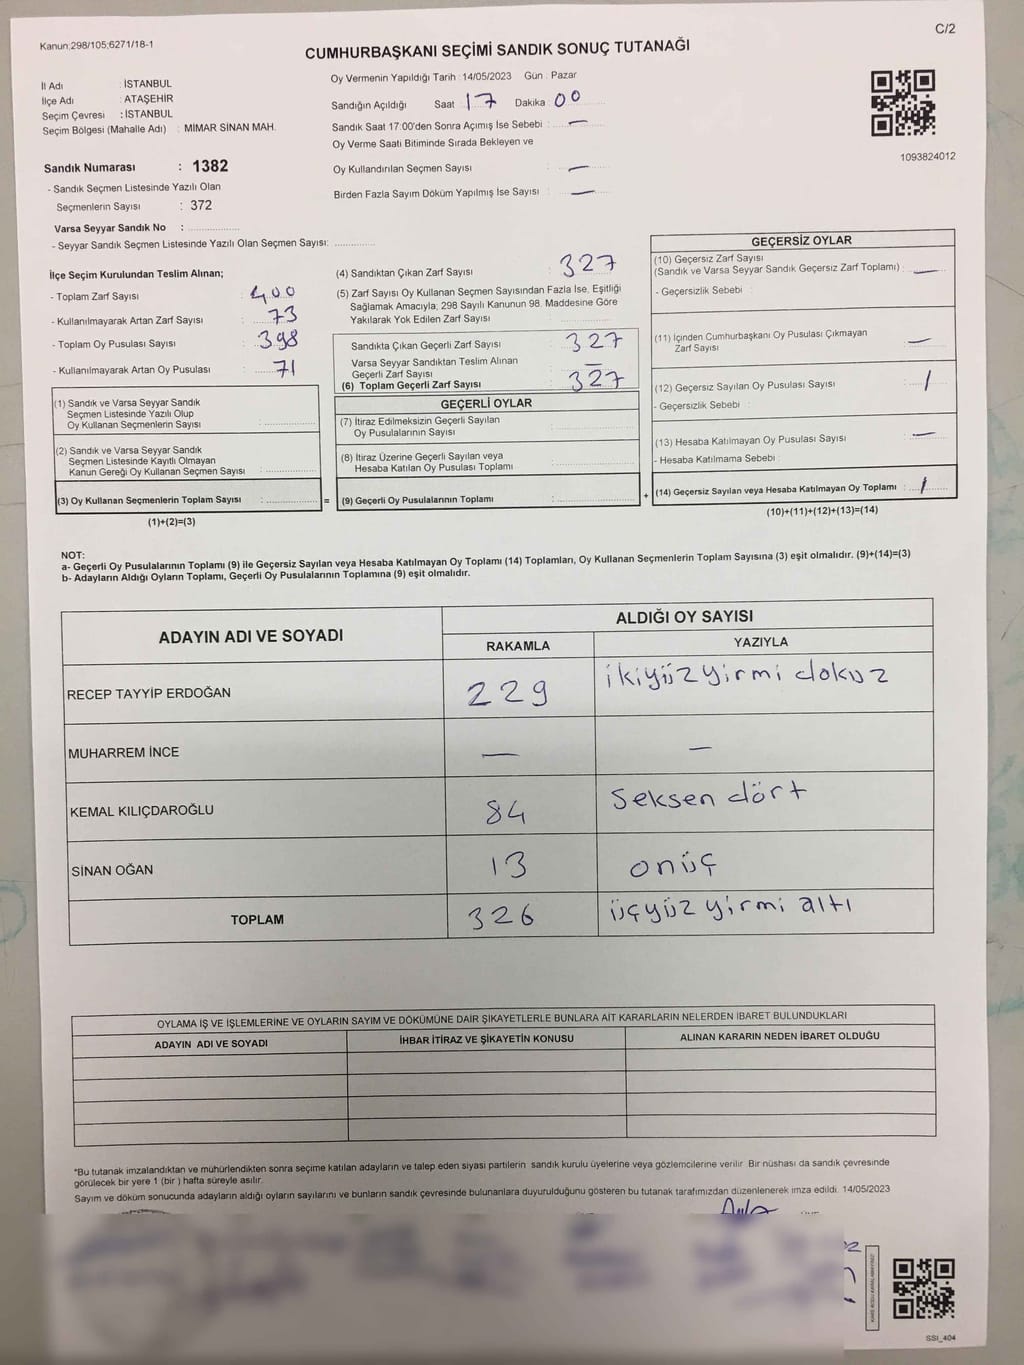 Kanun:298/105;6271/18-1
C/2
CUMHURBAŞKANI SEÇİMİ SANDIK SONUÇ TUTANAĞI
İl Adı : İSTANBUL
İlçe Adı : ATAŞEHİR
Seçim Çevresi : İSTANBUL
Seçim Bölgesi (Mahalle Adı) : MİMAR SİNAN MAH.
Oy Vermenin Yapıldığı Tarih : 14/05/2023 Gün : Pazar
Sandığın Açıldığı Saat 17 Dakika 00
Sandık Saat 17:00'den Sonra Açımış İse Sebebi : —
Oy Verme Saati Bitiminde Sırada Bekleyen ve
Oy Kullandırılan Seçmen Sayısı : —
Birden Fazla Sayım Döküm Yapılmış İse Sayısı : —
1093824012
Sandık Numarası : 1382
- Sandık Seçmen Listesinde Yazılı Olan
Seçmenlerin Sayısı : 372
Varsa Seyyar Sandık No :
- Seyyar Sandık Seçmen Listesinde Yazılı Olan Seçmen Sayısı:
İlçe Seçim Kurulundan Teslim Alınan;
- Toplam Zarf Sayısı : 400
- Kullanılmayarak Artan Zarf Sayısı : 73
- Toplam Oy Pusulası Sayısı : 398
- Kullanılmayarak Artan Oy Pusulası : 71
(1) Sandık ve Varsa Seyyar Sandık
Seçmen Listesinde Yazılı Olup
Oy Kullanan Seçmenlerin Sayısı :
(2) Sandık ve Varsa Seyyar Sandık
Seçmen Listesinde Kayıtlı Olmayan
Kanun Gereği Oy Kullanan Seçmen Sayısı :
(3) Oy Kullanan Seçmenlerin Toplam Sayısı :
(1)+(2)=(3)
(4) Sandıktan Çıkan Zarf Sayısı : 327
(5) Zarf Sayısı Oy Kullanan Seçmen Sayısından Fazla İse, Eşitliği
Sağlamak Amacıyla, 298 Sayılı Kanunun 98. Maddesine Göre
Yakılarak Yok Edilen Zarf Sayısı :
Sandıkta Çıkan Geçerli Zarf Sayısı : 327
Varsa Seyyar Sandıktan Teslim Alınan
Geçerli Zarf Sayısı : —
(6) Toplam Geçerli Zarf Sayısı : 327
GEÇERLİ OYLAR
(7) İtiraz Edilmeksizin Geçerli Sayılan
Oy Pusulalarının Sayısı :
(8) İtiraz Üzerine Geçerli Sayılan veya
Hesaba Katılan Oy Pusulası Toplamı :
= (9) Geçerli Oy Pusulalarının Toplamı :
GEÇERSİZ OYLAR
(10) Geçersiz Zarf Sayısı
(Sandık ve Varsa Seyyar Sandık Geçersiz Zarf Toplamı) : —
- Geçersizlik Sebebi :
(11) İçinden Cumhurbaşkanı Oy Pusulası Çıkmayan
Zarf Sayısı : —
(12) Geçersiz Sayılan Oy Pusulası Sayısı : 1
- Geçersizlik Sebebi :
(13) Hesaba Katılmayan Oy Pusulası Sayısı : —
- Hesaba Katılmama Sebebi :
+ (14) Geçersiz Sayılan veya Hesaba Katılmayan Oy Toplamı : 1
(10)+(11)+(12)+(13)=(14)
NOT:
a- Geçerli Oy Pusulalarının Toplamı (9) ile Geçersiz Sayılan veya Hesaba Katılmayan Oy Toplamı (14) Toplamları, Oy Kullanan Seçmenlerin Toplam Sayısına (3) eşit olmalıdır. (9)+(14)=(3)
b- Adayların Aldığı Oyların Toplamı, Geçerli Oy Pusulalarının Toplamına (9) eşit olmalıdır.
ADAYIN ADI VE SOYADI
ALDIĞI OY SAYISI
RAKAMLA YAZIYLA
RECEP TAYYİP ERDOĞAN 229 ikiyüzyirmi dokuz
MUHARREM İNCE — —
KEMAL KILIÇDAROĞLU 84 Seksen dört
SİNAN OĞAN 13 onüç
TOPLAM 326 üçyüz yirmi altı
OYLAMA İŞ VE İŞLEMLERİNE VE OYLARIN SAYIM VE DÖKÜMÜNE DAİR ŞİKAYETLERLE BUNLARA AİT KARARLARIN NELERDEN İBARET BULUNDUKLARI
ADAYIN ADI VE SOYADI İHBAR İTİRAZ VE ŞİKAYETİN KONUSU ALINAN KARARIN NEDEN İBARET OLDUĞU
*Bu tutanak imzalandıktan ve mühürlendikten sonra seçime katılan adayların ve talep eden siyasi partilerin sandık kurulu üyelerine veya gözlemcilerine verilir. Bir nüshası da sandık çevresinde
görülecek bir yere 1 (bir ) hafta süreyle asılır.
Sayım ve döküm sonucunda adayların aldığı oyların sayılarını ve bunların sandık çevresinde bulunanlara duyurulduğunu gösteren bu tutanak tarafımızdan düzenlenerek imza edildi. 14/05/2023
SSI_404